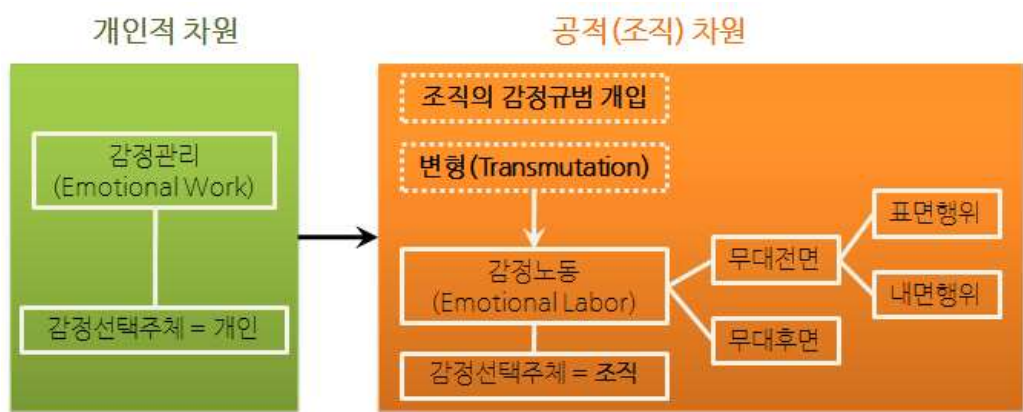 개인적 차원
감정관리
(Emotional Work)
감정선택주체 = 개인
공적(조직) 차원
조직의 감정규범 개입
변형(Transmutation)
감정노동
(Emotional Labor)
감정선택주체 = 조직
무대전면
무대후면
표면행위
내면행위